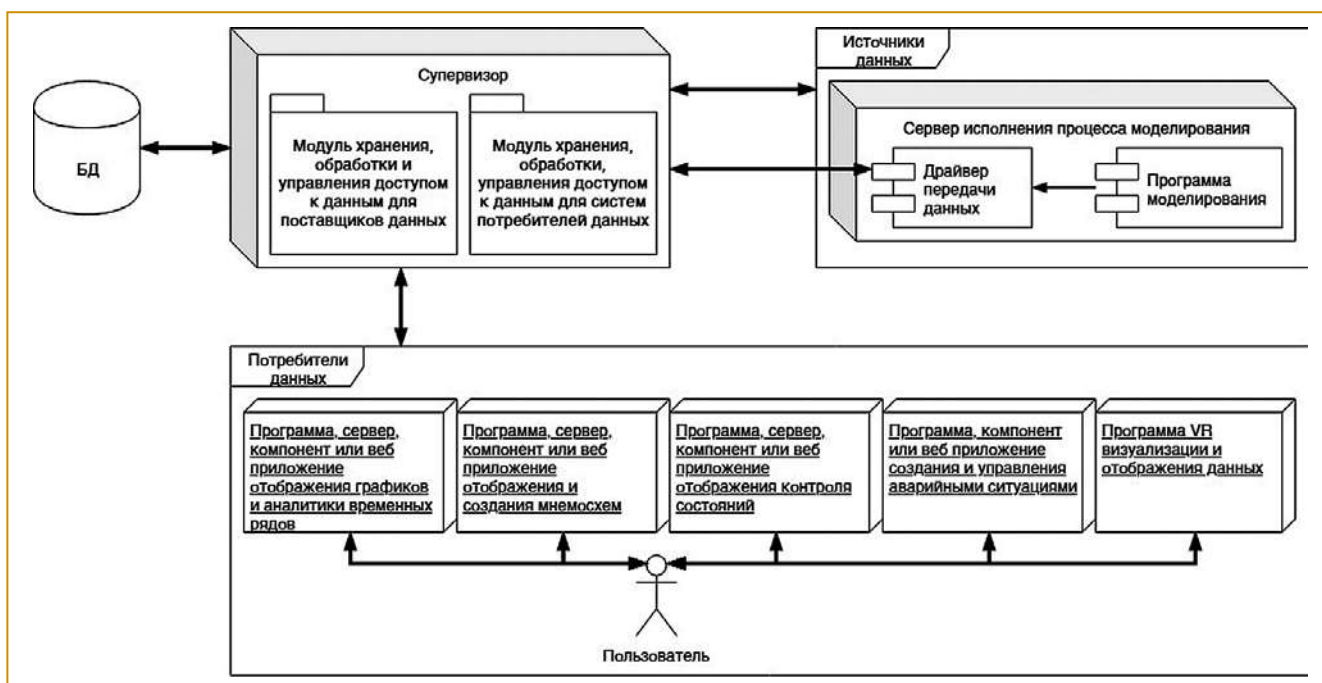 Супервизор
БД
Модуль хранения,
обработки и
управления доступом
к данным для
поставщиков данных
Модуль хранения,
обработки,
управления доступом
к данным для систем
потребителей данных
Источники
данных
Сервер исполнения процесса моделирования
Драйвер
передачи
данных
Программа
моделирования
Потребители
данных
Программа, сервер,
компонент или веб
приложение
отображения графиков
и аналитики временных
рядов
Программа, сервер,
компонент или веб
приложение
отображения и
создания мнемосхем
Программа, сервер,
компонент или веб
приложение
отображения контроля
состояний
Программа, компонент
или веб приложение
создания и управления
аварийными ситуациями
Программа VR
визуализации и
отображения данных
Пользователь